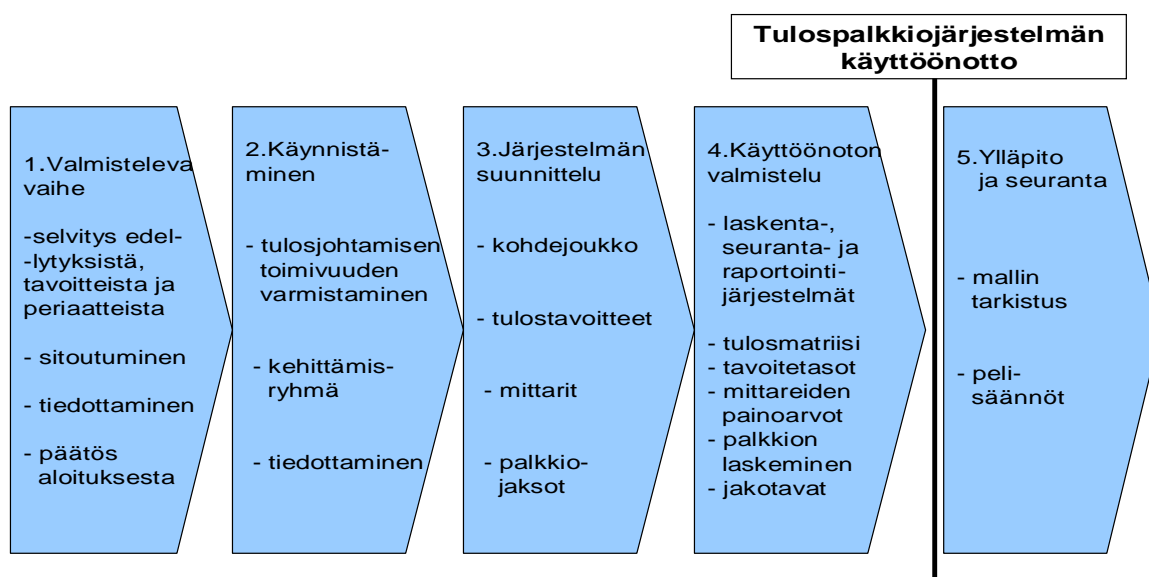 Tulospalkkiojärjestelmän
käyttöönotto
1.Valmisteleva
vaihe
-selvitys edel-
-lytyksistä,
tavoitteista ja
periaatteista
- sitoutuminen
- tiedottaminen
- päätös
aloituksesta
2.Käynnistä-
minen
- tulosjohtamisen
toimivuuden
varmistaminen
- kehittämis-
ryhmä
- tiedottaminen
3.Järjestelmän
suunnittelu
- kohdejoukko
- tulostavoitteet
- mittarit
- palkkio-
jaksot
4.Käyttöönoton
valmistelu
- laskenta-,
seuranta- ja
raportointi-
järjestelmät
- tulosmatriisi
- tavoitetasot
- mittareiden
painoarvot
- palkkion
laskeminen
- jakotavat
5.Ylläpito
ja seuranta
- mallin
tarkistus
- peli-
säännöt